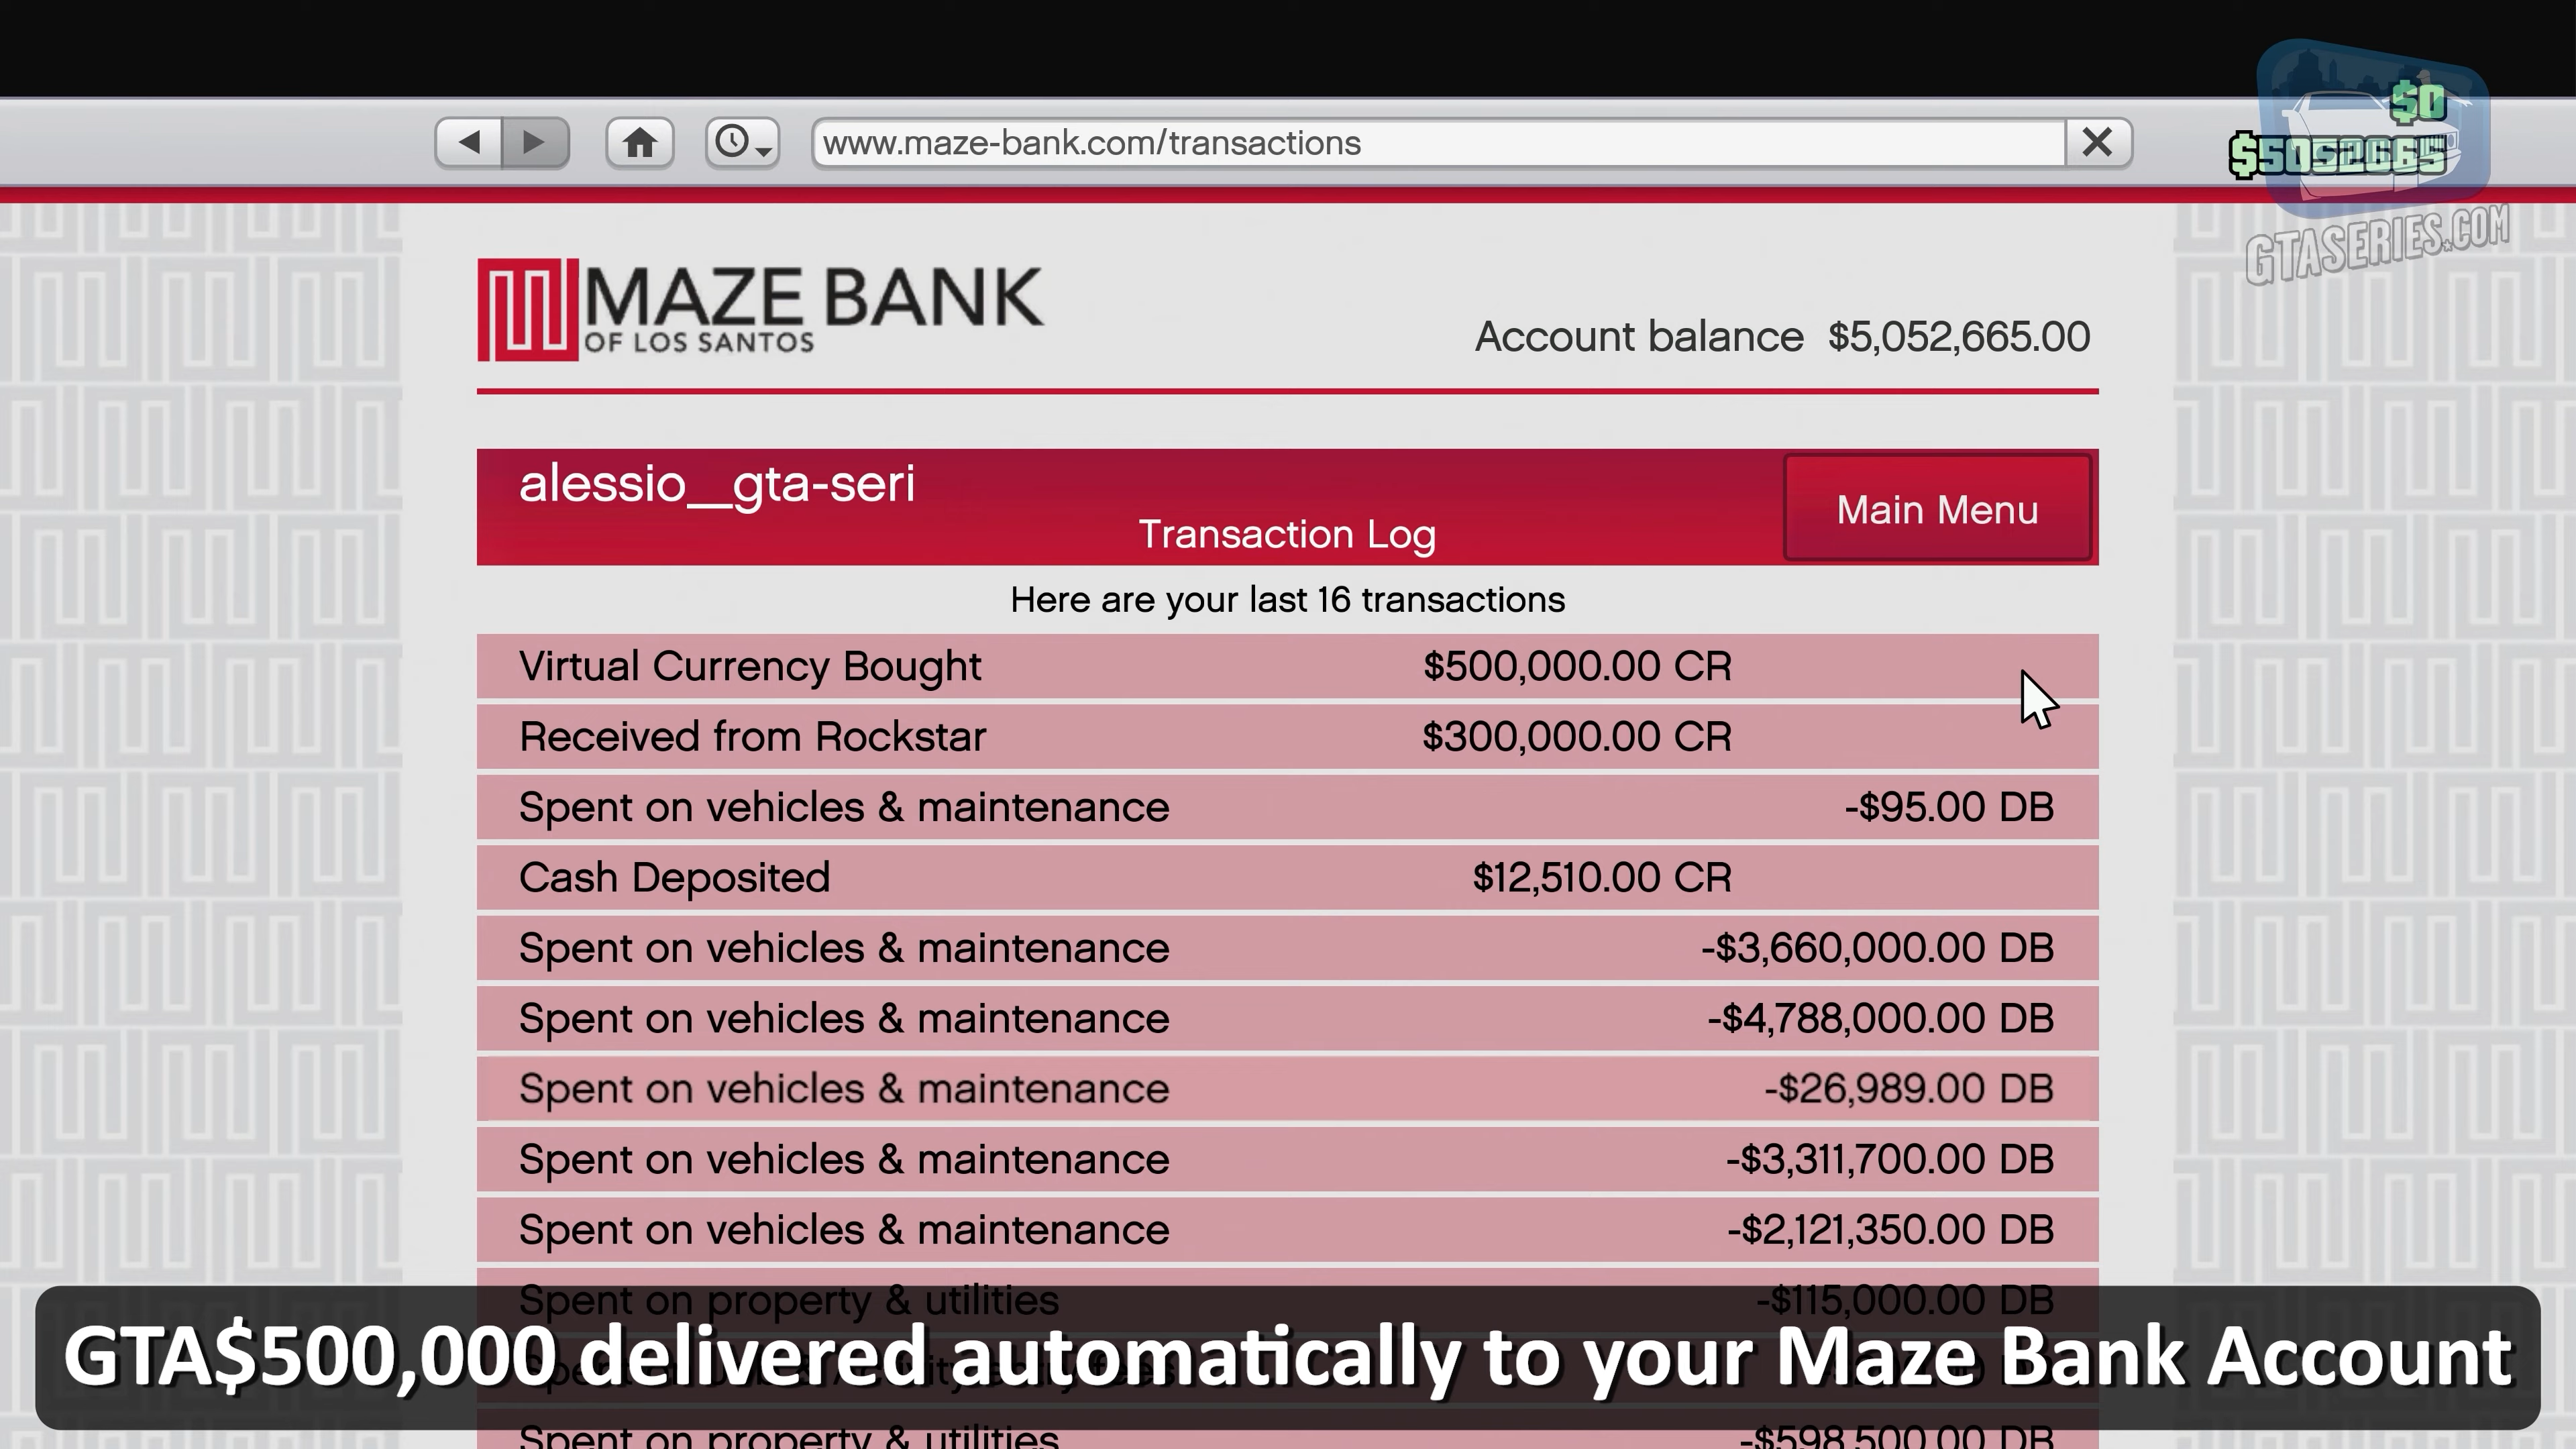 www.maze-bank.com/transactions
$0
$5052665
GTASERIES.COM
MAZE BANK
OF LOS SANTOS
Account balance $5,052,665.00
alessio__gta-seri
Transaction Log
Main Menu
Here are your last 16 transactions
Virtual Currency Bought $500,000.00 CR
Received from Rockstar $300,000.00 CR
Spent on vehicles & maintenance -$95.00 DB
Cash Deposited $12,510.00 CR
Spent on vehicles & maintenance -$3,660,000.00 DB
Spent on vehicles & maintenance -$4,788,000.00 DB
Spent on vehicles & maintenance -$26,989.00 DB
Spent on vehicles & maintenance -$3,311,700.00 DB
Spent on vehicles & maintenance -$2,121,350.00 DB
Spent on property & utilities -$115,000.00 DB
GTA$500,000 delivered automatically to your Maze Bank Account
Spent on property & utilities -$598,500.00 DB